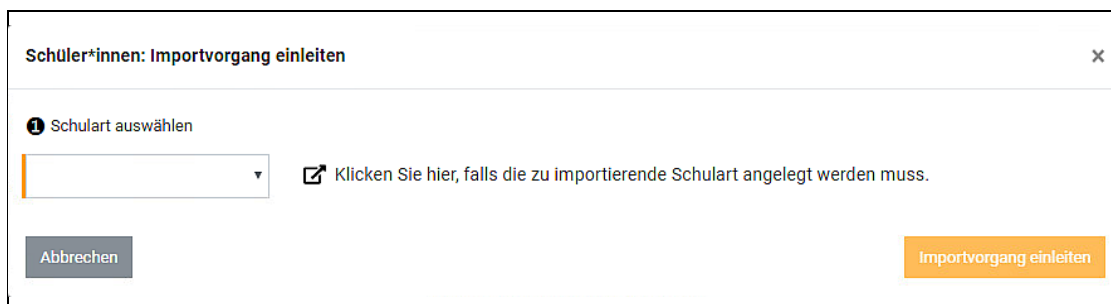 Schüler*innen: Importvorgang einleiten ×
❶ Schulart auswählen
Klicken Sie hier, falls die zu importierende Schulart angelegt werden muss.
Abbrechen
Importvorgang einleiten